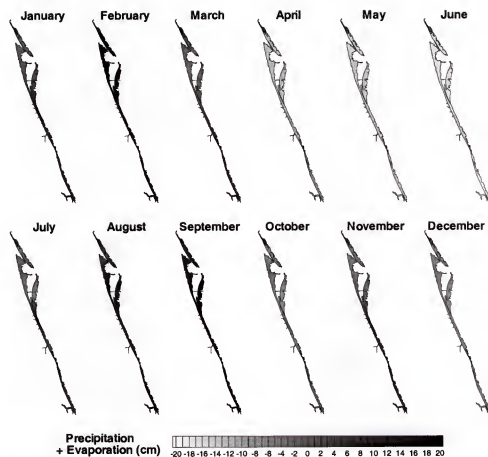 January February March April May June
July August September October November December
Precipitation
+ Evaporation (cm)
-20 -18 -16 -14 -12 -10 -8 -6 -4 -2 0 2 4 6 8 10 12 14 16 18 20